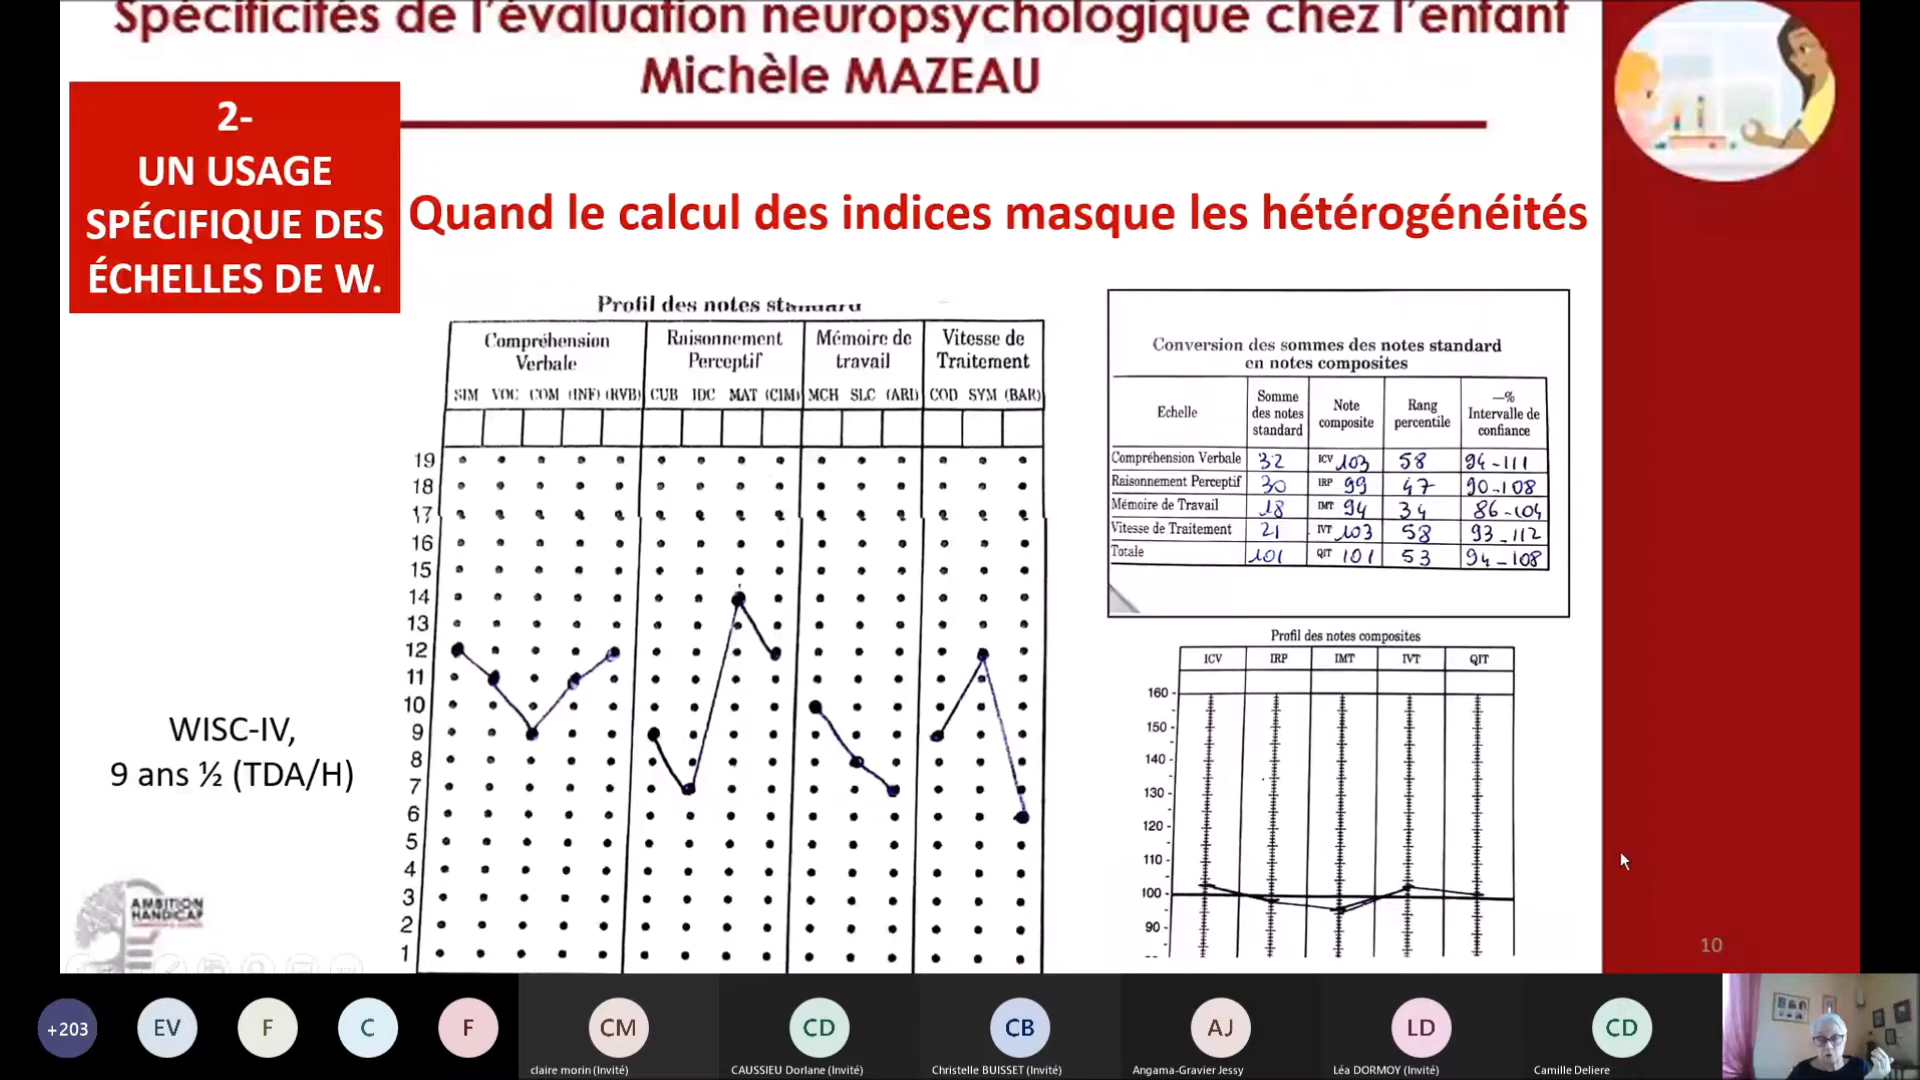 Spécificités de l'évaluation neuropsychologique chez l'enfant
Michèle MAZEAU
2-
UN USAGE
SPÉCIFIQUE DES
ÉCHELLES DE W.
Quand le calcul des indices masque les hétérogénéités
Profil des notes standard
Compréhension
Verbale
Raisonnement
Perceptif
Mémoire de
travail
Vitesse de
Traitement
SIM VOC COM (INF) (RVB) CUB IDC MAT (CIM) MCH SLC (ARI) COD SYM (BAR)
19
18
17
16
15
14
13
12
11
10
9
8
7
6
5
4
3
2
1
WISC-IV,
9 ans ½ (TDA/H)
AMBITION
HANDICAP
Conversion des sommes des notes standard
en notes composites
Echelle
Somme
des notes
standard
Note
composite
Rang
percentile
—%
Intervalle de
confiance
Compréhension Verbale 32 ICV 103 58 94-111
Raisonnement Perceptif 30 IRP 99 47 90-108
Mémoire de Travail 18 IMT 94 34 86-104
Vitesse de Traitement 21 IVT 103 58 93-112
Totale 101 QIT 101 53 94-108
Profil des notes composites
ICV IRP IMT IVT QIT
160
150
140
130
120
110
100
90
10
+203
EV
F
C
F
CM
claire morin (Invité)
CD
CAUSSIEU Dorlane (Invité)
CB
Christelle BUISSET (Invité)
AJ
Angama-Gravier Jessy
LD
Léa DORMOY (Invité)
CD
Camille Deliere